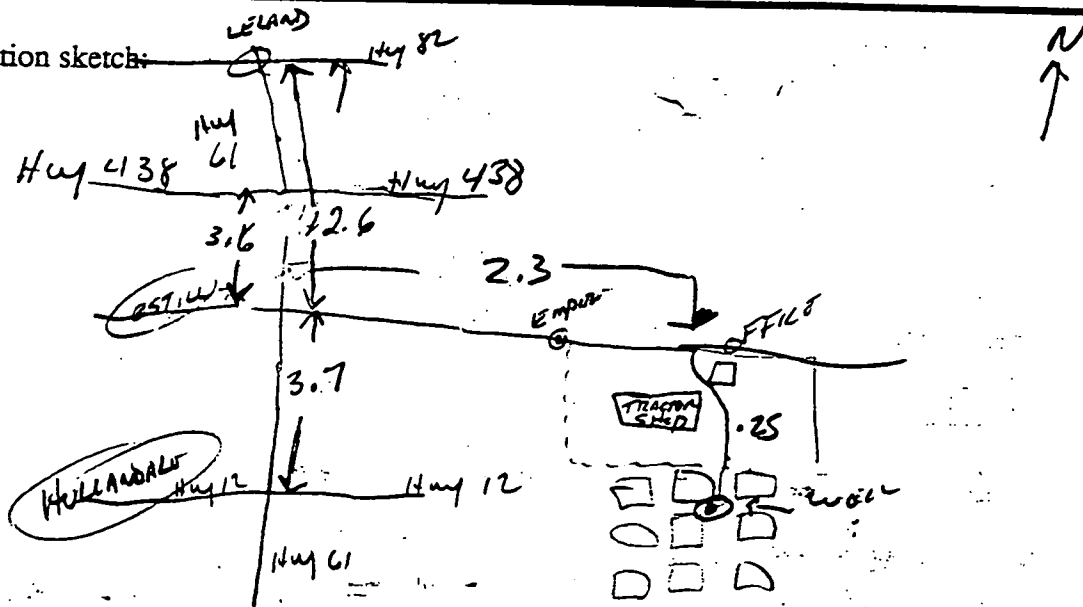 LELAND
N
tion sketch:
Hwy 82
Hwy
61
Hwy 438
Hwy 438
3.6
12.6
2.3
ESTILL
Empire
3.7
TRACTOR
SHED
.25
HOLLANDALE
Hwy 12
Hwy 12
WELL
Hwy 61